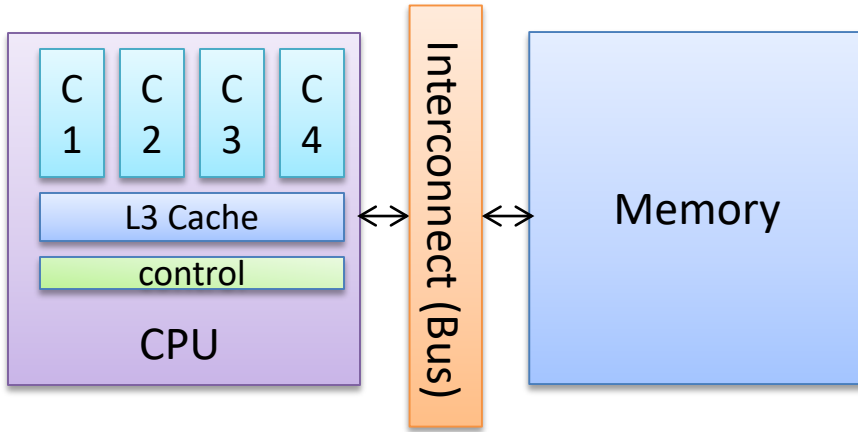 C
1
C
2
C
3
C
4
L3 Cache
control
CPU
Interconnect (Bus)
Memory